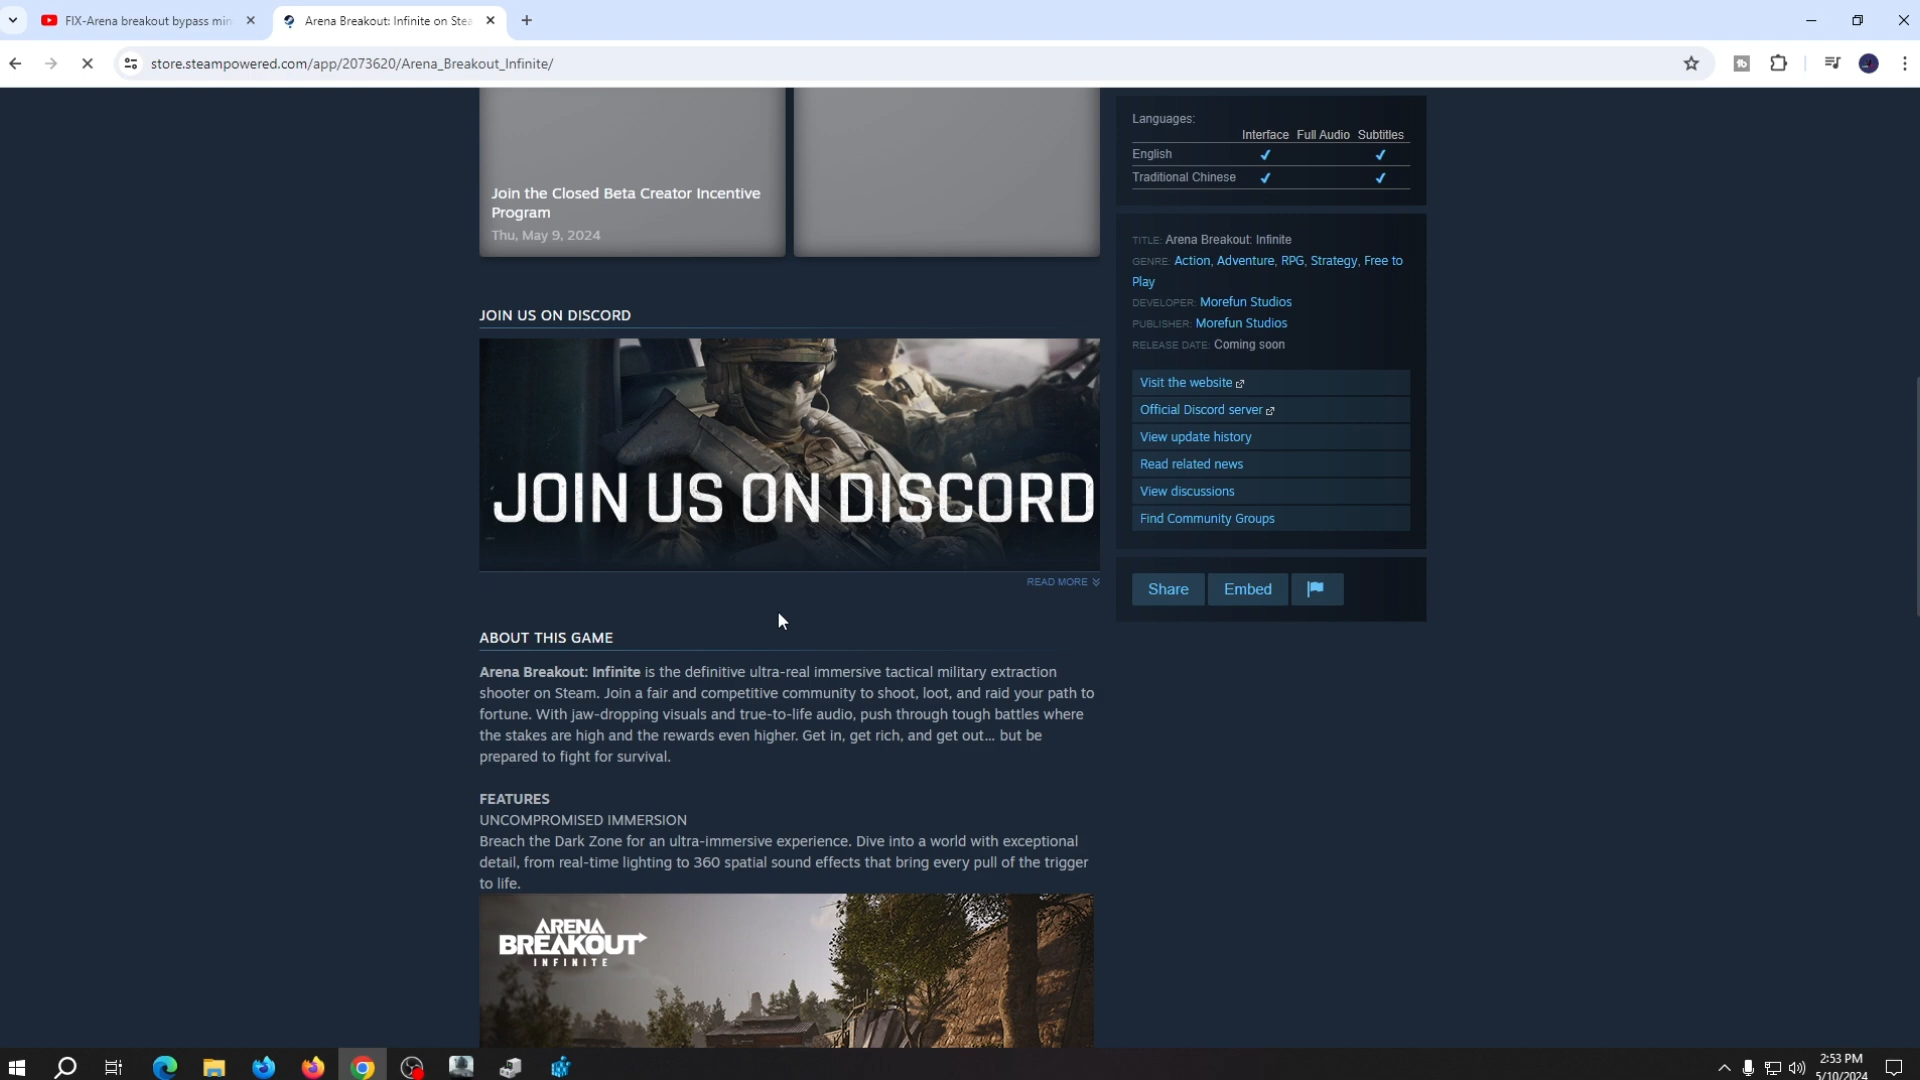 FIX-Arena breakout bypass min
Arena Breakout: Infinite on Stea
store.steampowered.com/app/2073620/Arena_Breakout_Infinite/
Join the Closed Beta Creator Incentive
Program
Thu, May 9, 2024
JOIN US ON DISCORD
JOIN US ON DISCORD
READ MORE
ABOUT THIS GAME
Arena Breakout: Infinite is the definitive ultra-real immersive tactical military extraction
shooter on Steam. Join a fair and competitive community to shoot, loot, and raid your path to
fortune. With jaw-dropping visuals and true-to-life audio, push through tough battles where
the stakes are high and the rewards even higher. Get in, get rich, and get out... but be
prepared to fight for survival.
FEATURES
UNCOMPROMISED IMMERSION
Breach the Dark Zone for an ultra-immersive experience. Dive into a world with exceptional
detail, from real-time lighting to 360 spatial sound effects that bring every pull of the trigger
to life.
ARENA
BREAKOUT
INFINITE
Languages:
Interface Full Audio Subtitles
English ✔ ✔
Traditional Chinese ✔ ✔
TITLE: Arena Breakout: Infinite
GENRE: Action, Adventure, RPG, Strategy, Free to
Play
DEVELOPER: Morefun Studios
PUBLISHER: Morefun Studios
RELEASE DATE: Coming soon
Visit the website
Official Discord server
View update history
Read related news
View discussions
Find Community Groups
Share Embed
2:53 PM
5/10/2024